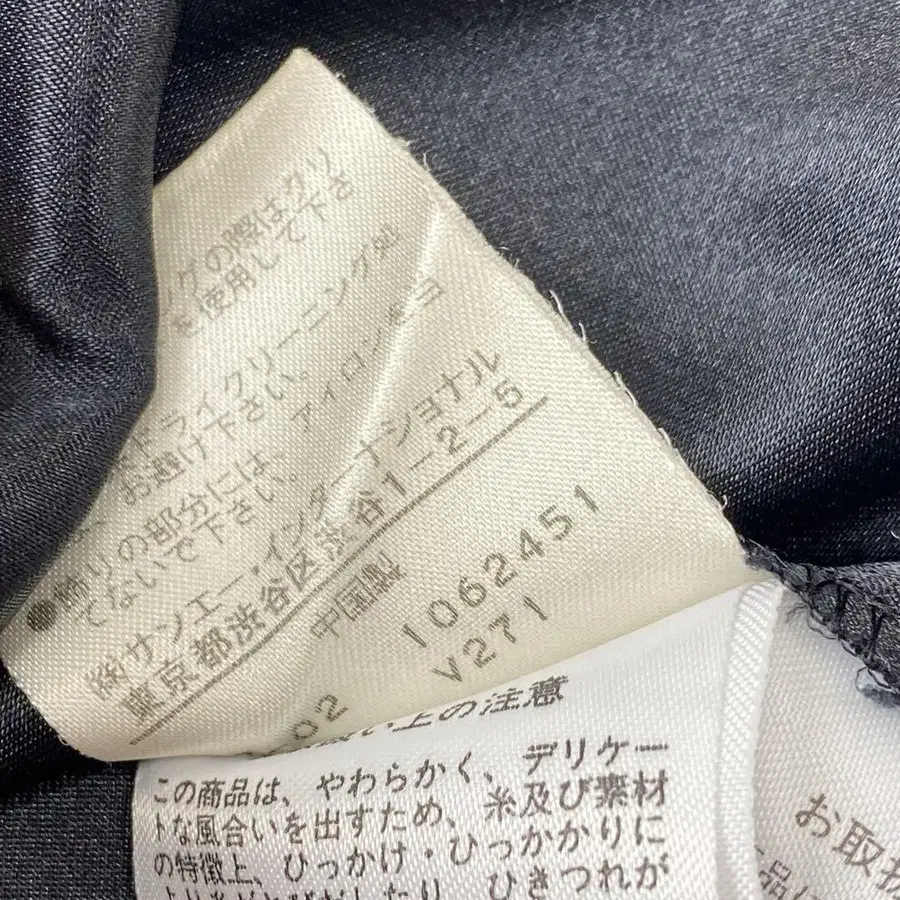 グの際はクリ
を使用して下さ
ドライクリーニング処
お避け下さい。
●飾りの部分には、アイロン
てないで下さい。
㈱サンエー・インターナショナル
東京都渋谷区渋谷1-2-5
中国製
1062451
V271
02
い上の注意
この商品は、やわらかく、デリケー
トな風合いを出すため、糸及び素材
の特徴上、ひっかけ・ひっかかりに
ひきつれが
お取扱